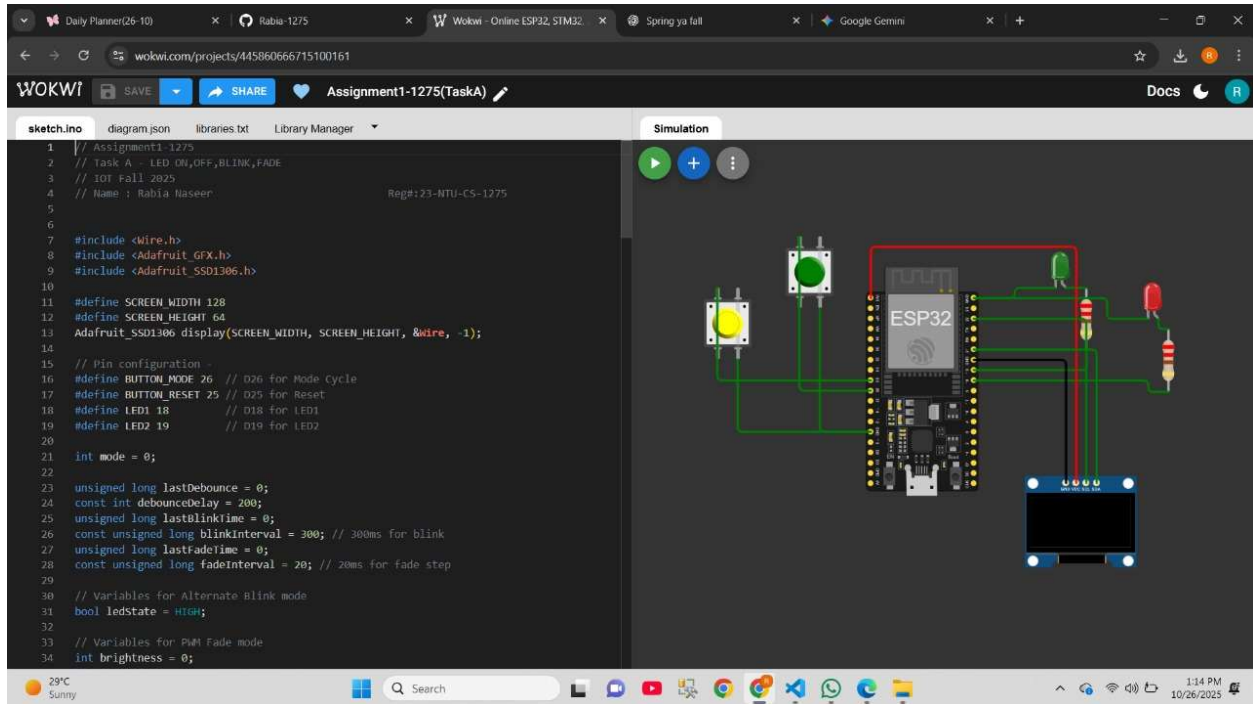 Daily Planner(26-10)
Rabia-1275
Wokwi - Online ESP32, STM32,
Spring ya fall
Google Gemini
wokwi.com/projects/445860666715100161
WOKWI
SAVE
SHARE
Assignment1-1275(TaskA)
Docs
R
sketch.ino
diagram.json
libraries.txt
Library Manager
Simulation
1 // Assignment1-1275
2 // Task A - LED ON,OFF,BLINK,FADE
3 // IOT Fall 2025
4 // Name : Rabia Naseer Reg#:23-NTU-CS-1275
5
6
7 #include <Wire.h>
8 #include <Adafruit_GFX.h>
9 #include <Adafruit_SSD1306.h>
10
11 #define SCREEN_WIDTH 128
12 #define SCREEN_HEIGHT 64
13 Adafruit_SSD1306 display(SCREEN_WIDTH, SCREEN_HEIGHT, &Wire, -1);
14
15 // Pin configuration -
16 #define BUTTON_MODE 26 // D26 for Mode Cycle
17 #define BUTTON_RESET 25 // D25 for Reset
18 #define LED1 18 // D18 for LED1
19 #define LED2 19 // D19 for LED2
20
21 int mode = 0;
22
23 unsigned long lastDebounce = 0;
24 const int debounceDelay = 200;
25 unsigned long lastBlinkTime = 0;
26 const unsigned long blinkInterval = 300; // 300ms for blink
27 unsigned long lastFadeTime = 0;
28 const unsigned long fadeInterval = 20; // 20ms for fade step
29
30 // Variables for Alternate Blink mode
31 bool ledState = HIGH;
32
33 // Variables for PWM Fade mode
34 int brightness = 0;
ESP32
GND VCC SCL SDA
29°C
Sunny
Search
1:14 PM
10/26/2025